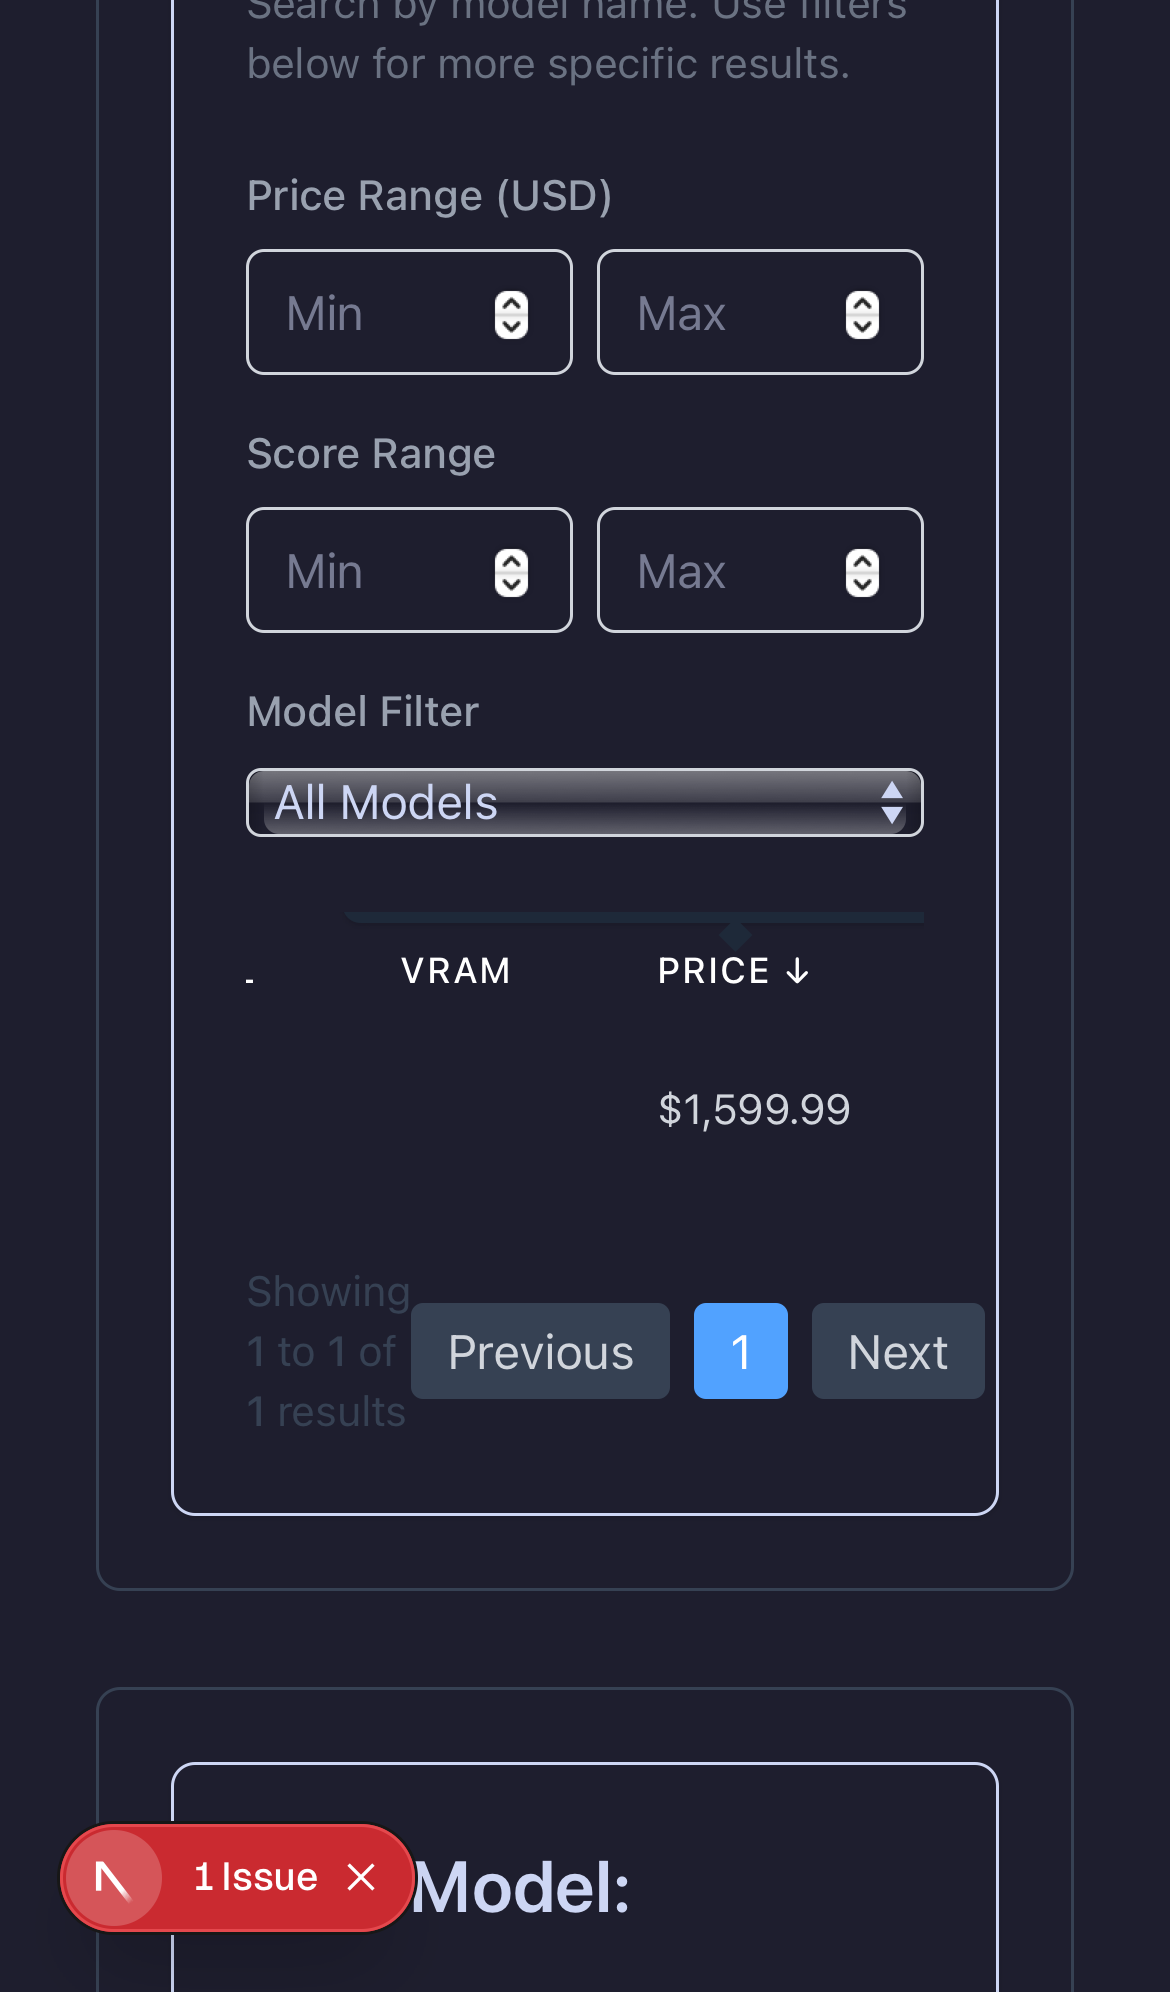 Search by model name. Use filters
below for more specific results.
Price Range (USD)
Min
Max
Score Range
Min
Max
Model Filter
All Models
VRAM
PRICE ↓
$1,599.99
Showing
1 to 1 of
1 results
Previous
1
Next
Model:
1 Issue